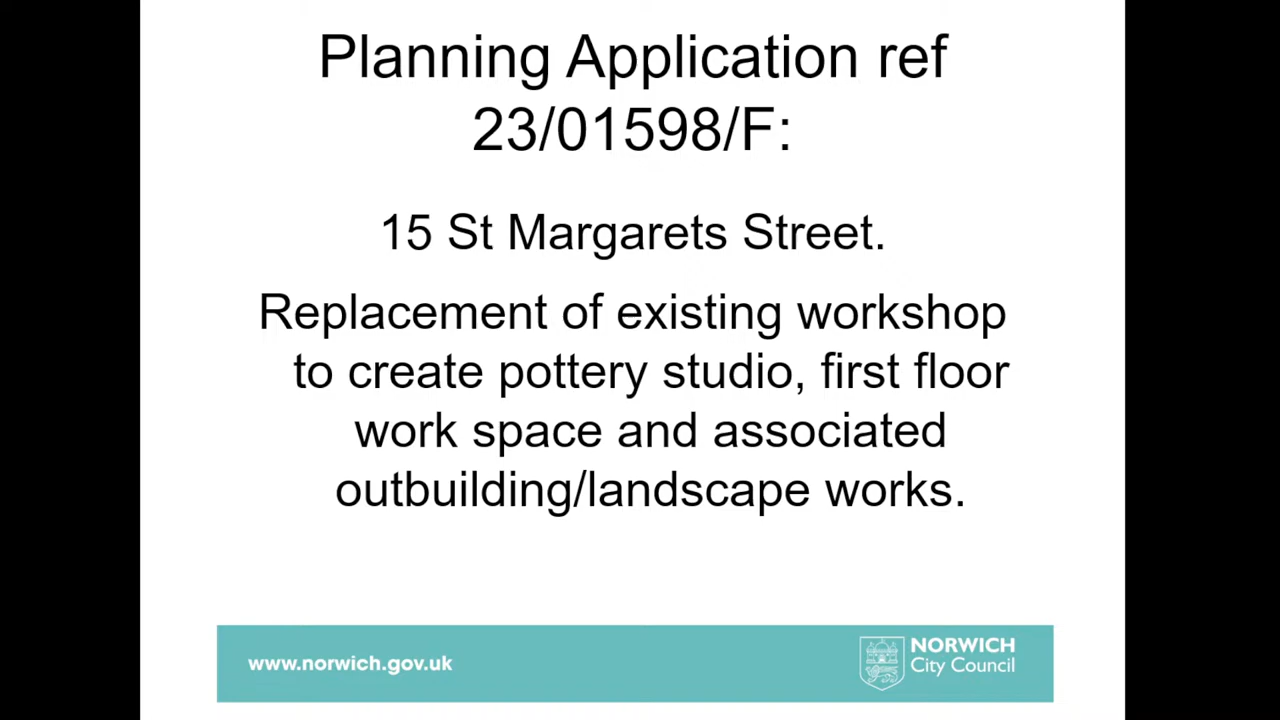 Planning Application ref
23/01598/F:
15 St Margarets Street.
Replacement of existing workshop
to create pottery studio, first floor
work space and associated
outbuilding/landscape works.
www.norwich.gov.uk
NORWICH
City Council